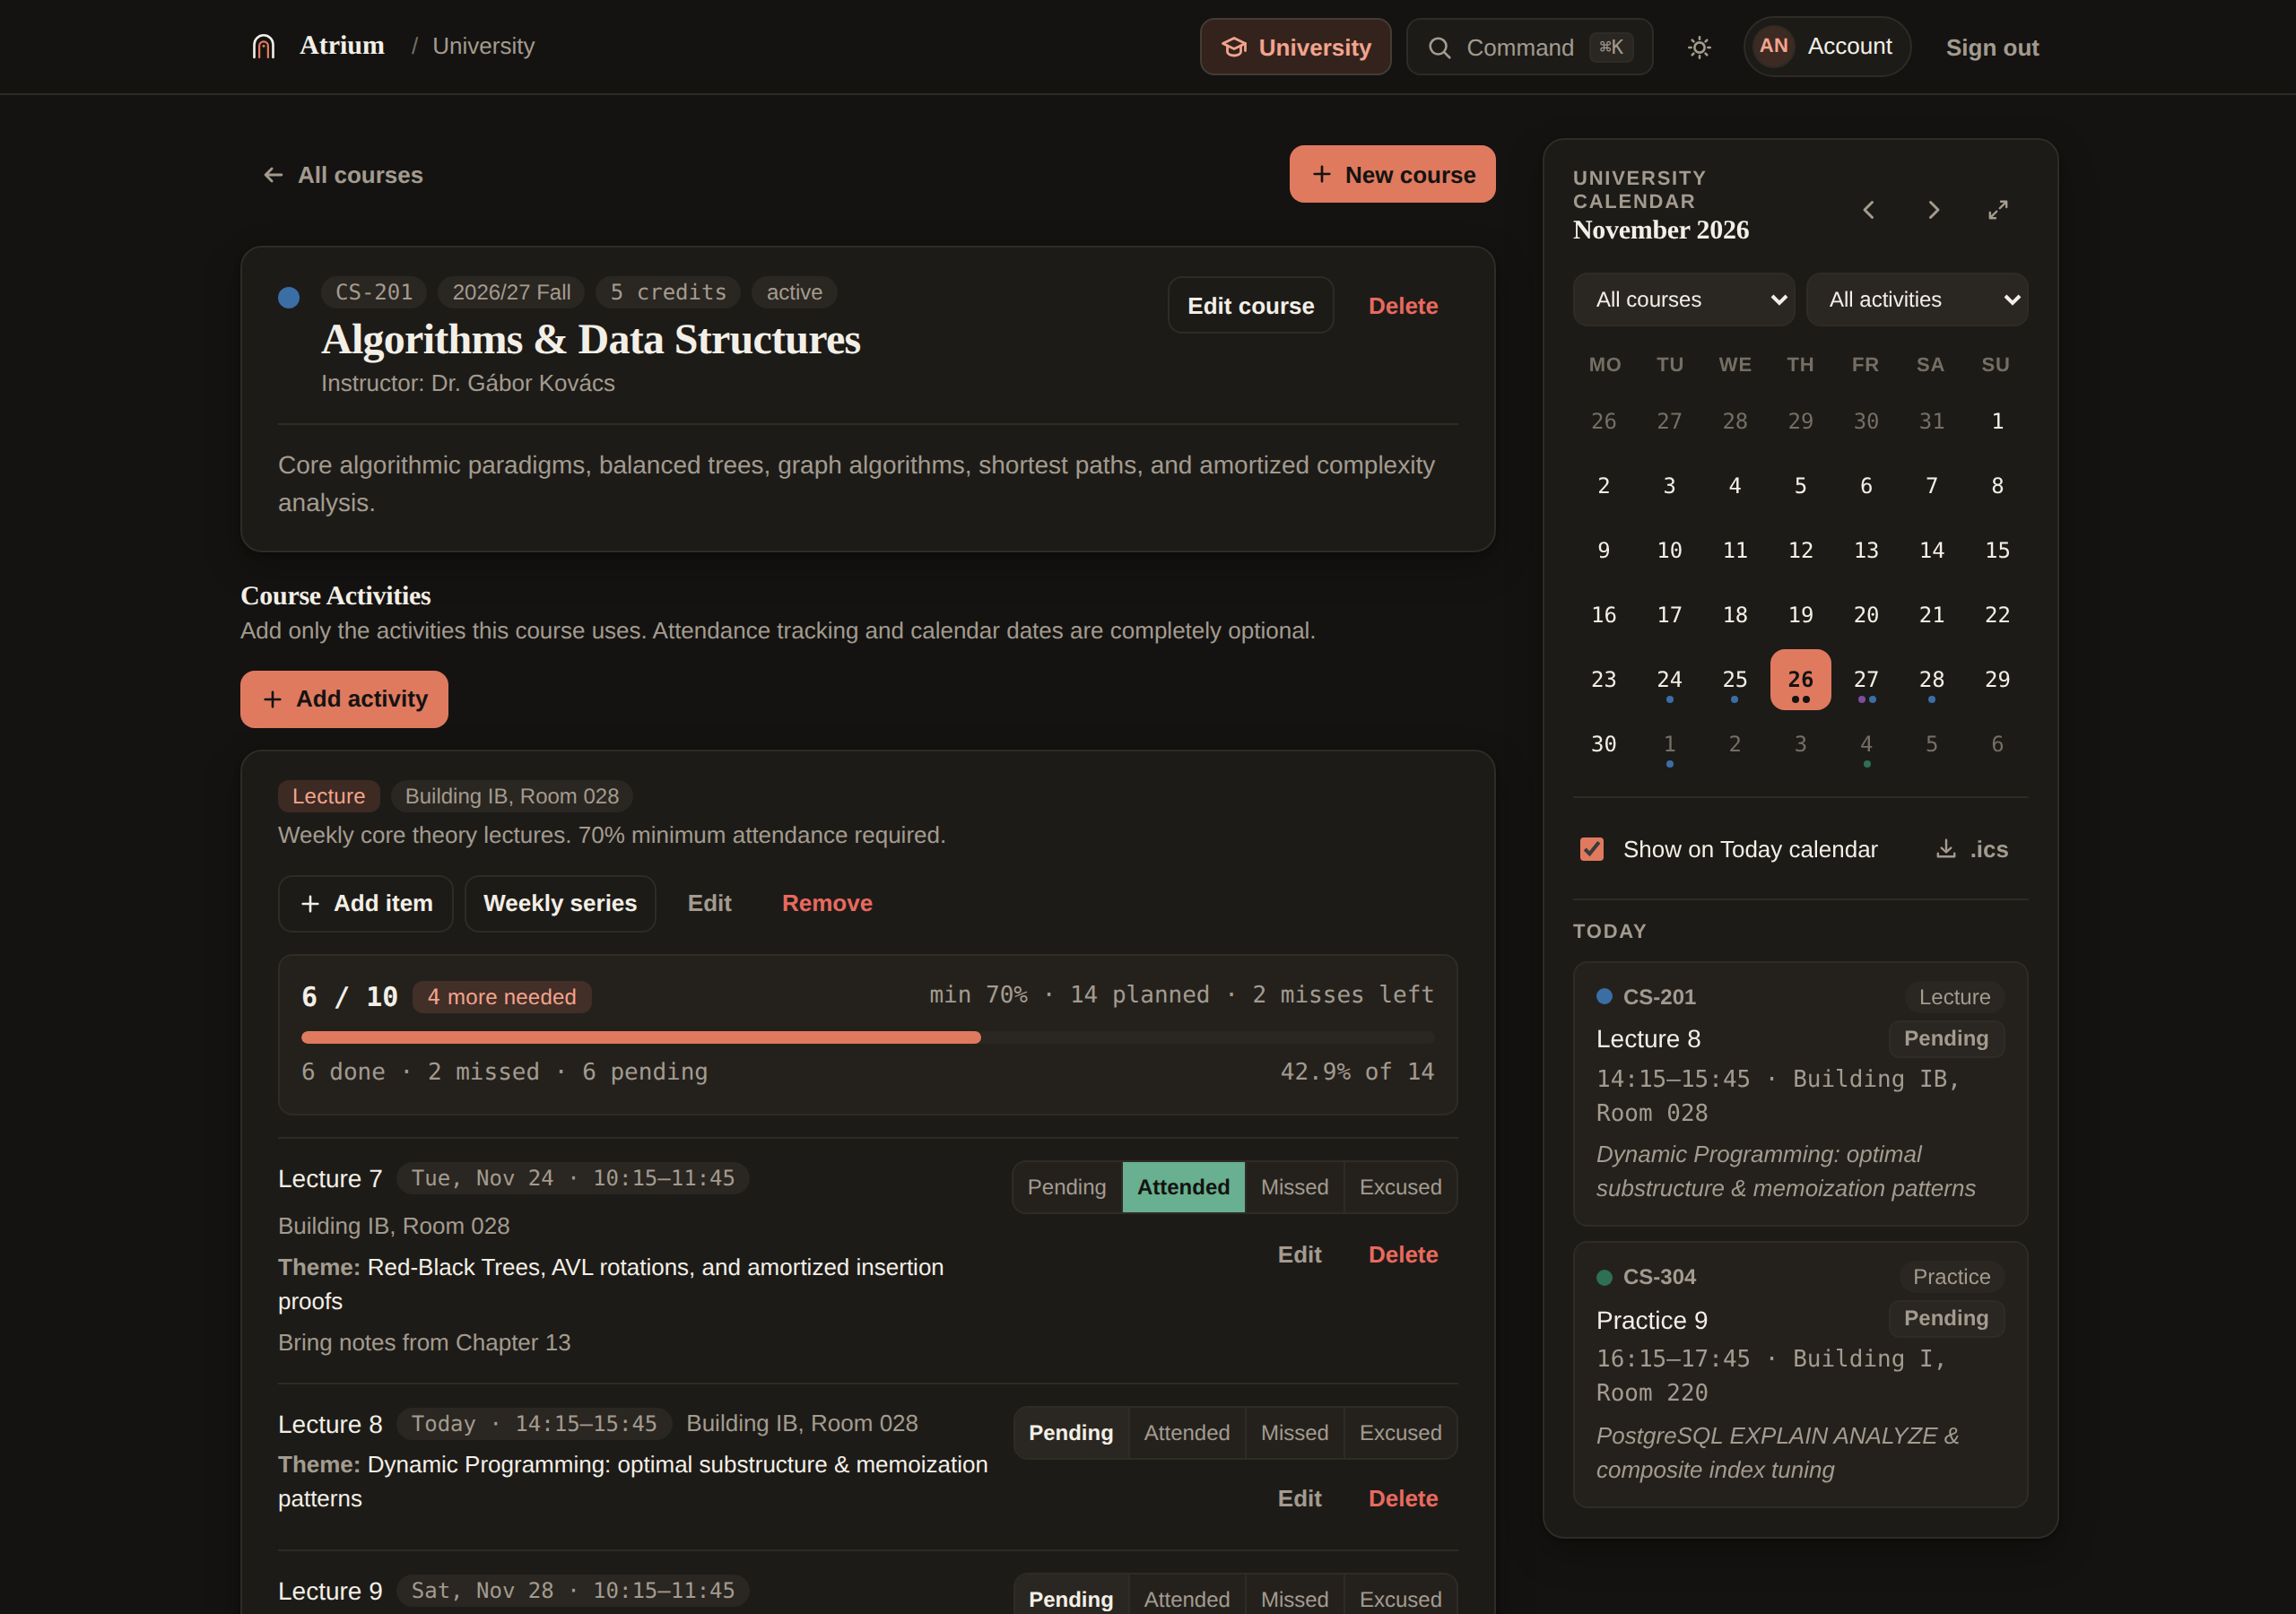 Atrium / University
University
Command ⌘K
AN Account
Sign out
All courses
New course
CS-201 2026/27 Fall 5 credits active
Algorithms & Data Structures
Instructor: Dr. Gábor Kovács
Edit course Delete
Core algorithmic paradigms, balanced trees, graph algorithms, shortest paths, and amortized complexity
analysis.
Course Activities
Add only the activities this course uses. Attendance tracking and calendar dates are completely optional.
Add activity
Lecture Building IB, Room 028
Weekly core theory lectures. 70% minimum attendance required.
Add item Weekly series Edit Remove
6 / 10 4 more needed min 70% · 14 planned · 2 misses left
6 done · 2 missed · 6 pending 42.9% of 14
Lecture 7 Tue, Nov 24 · 10:15–11:45
Pending Attended Missed Excused
Building IB, Room 028
Edit Delete
Theme: Red-Black Trees, AVL rotations, and amortized insertion
proofs
Bring notes from Chapter 13
Lecture 8 Today · 14:15–15:45 Building IB, Room 028
Pending Attended Missed Excused
Theme: Dynamic Programming: optimal substructure & memoization
patterns
Edit Delete
Lecture 9 Sat, Nov 28 · 10:15–11:45
Pending Attended Missed Excused
UNIVERSITY
CALENDAR
November 2026
All courses All activities
MO TU WE TH FR SA SU
26 27 28 29 30 31 1
2 3 4 5 6 7 8
9 10 11 12 13 14 15
16 17 18 19 20 21 22
23 24 25 26 27 28 29
30 1 2 3 4 5 6
Show on Today calendar .ics
TODAY
CS-201 Lecture
Lecture 8 Pending
14:15–15:45 · Building IB,
Room 028
Dynamic Programming: optimal
substructure & memoization patterns
CS-304 Practice
Practice 9 Pending
16:15–17:45 · Building I,
Room 220
PostgreSQL EXPLAIN ANALYZE &
composite index tuning